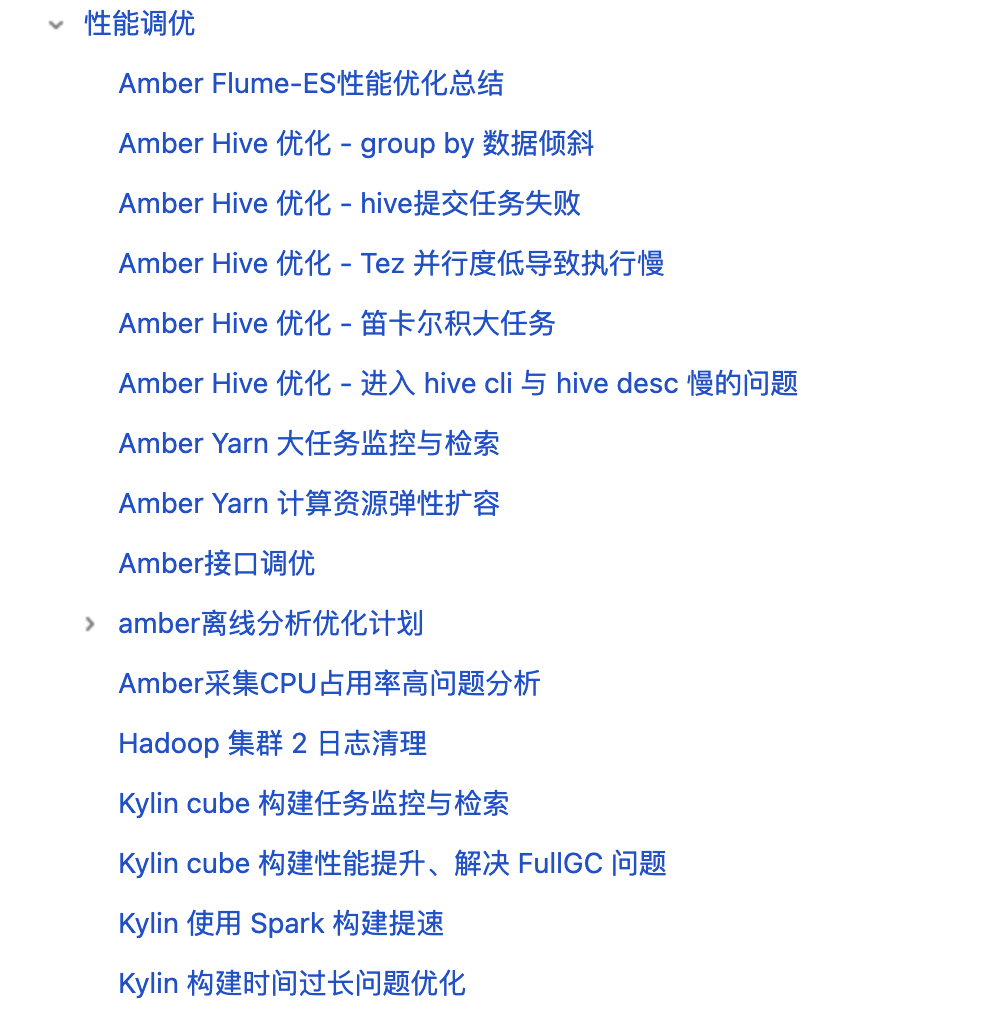 性能调优
Amber Flume-ES性能优化总结
Amber Hive 优化 - group by 数据倾斜
Amber Hive 优化 - hive提交任务失败
Amber Hive 优化 - Tez 并行度低导致执行慢
Amber Hive 优化 - 笛卡尔积大任务
Amber Hive 优化 - 进入 hive cli 与 hive desc 慢的问题
Amber Yarn 大任务监控与检索
Amber Yarn 计算资源弹性扩容
Amber接口调优
amber离线分析优化计划
Amber采集CPU占用率高问题分析
Hadoop 集群 2 日志清理
Kylin cube 构建任务监控与检索
Kylin cube 构建性能提升、解决 FullGC 问题
Kylin 使用 Spark 构建提速
Kylin 构建时间过长问题优化